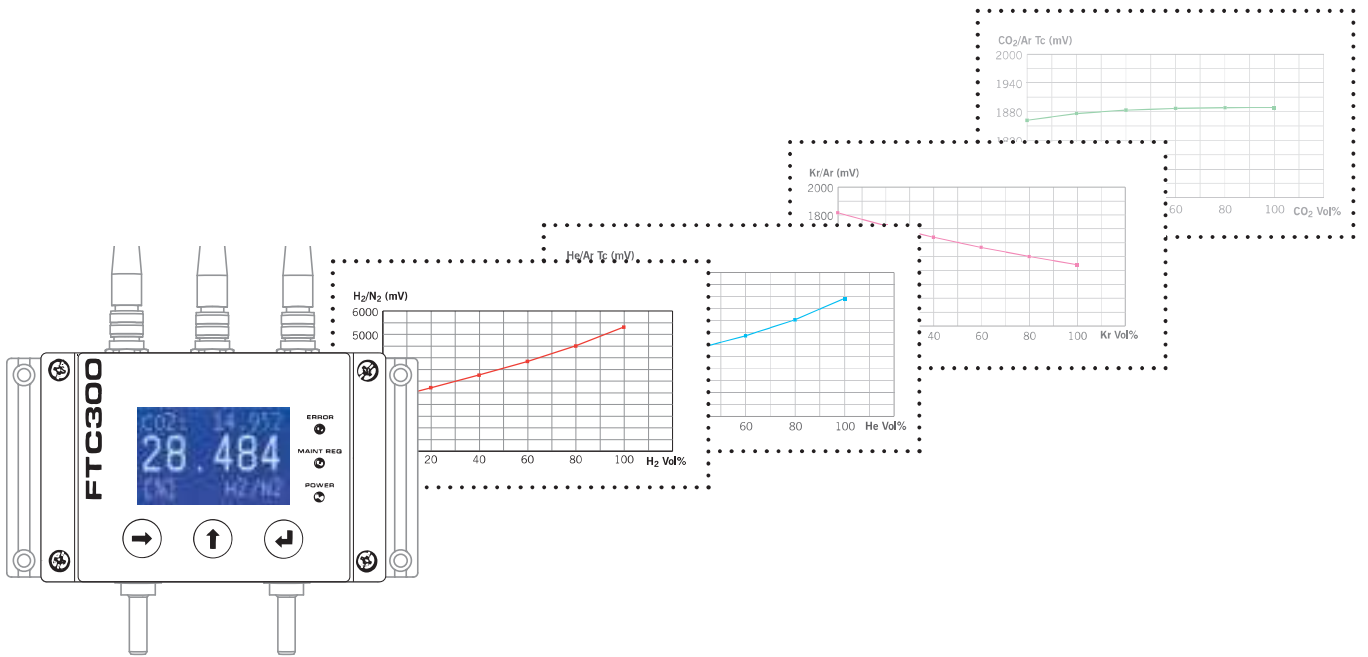 CO₂/Ar Tc (mV)
2000
1940
1880
60 80 100 CO₂ Vol%
Kr/Ar (mV)
2000
1800
40 60 80 100 Kr Vol%
He/Ar Tc (mV)
60 80 100 He Vol%
H₂/N₂ (mV)
6000
5000
20 40 60 80 100 H₂ Vol%
FTC300
CO2: 14.95%
28.484
[%] H2/N2
ERROR
MAINT REQ
POWER